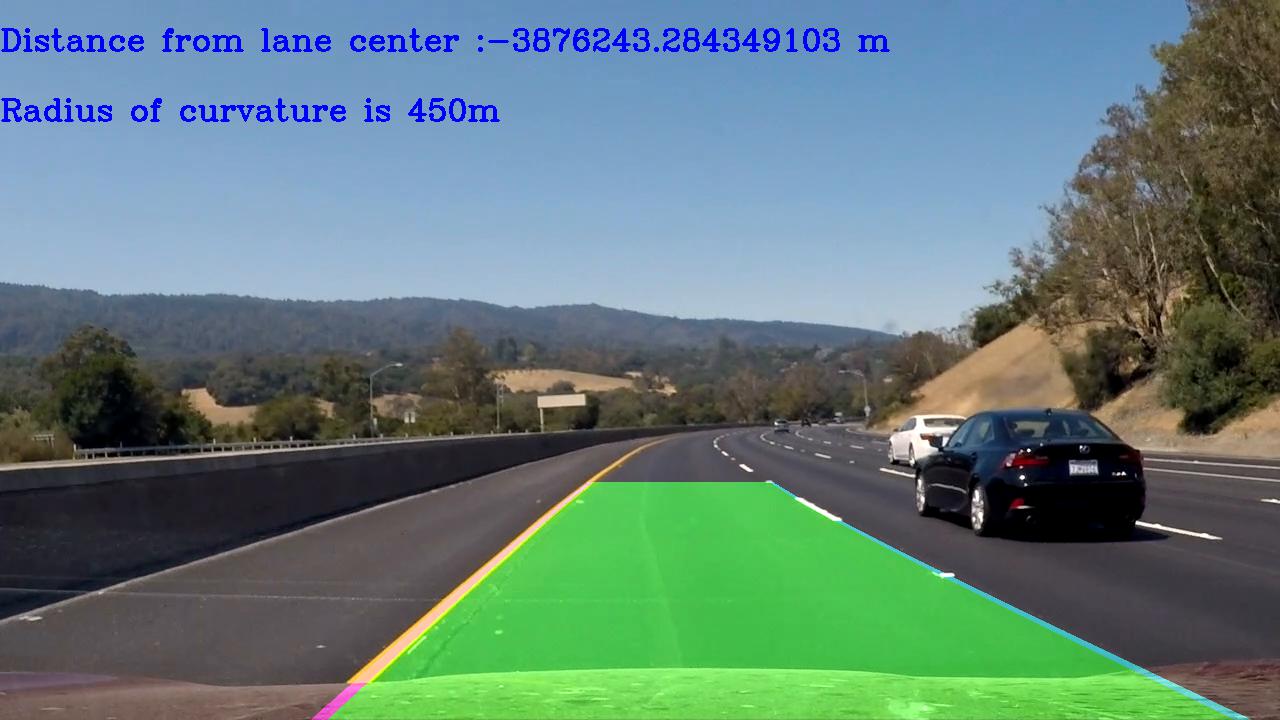 Distance from lane center :-3876243.284349103 m
Radius of curvature is 450m